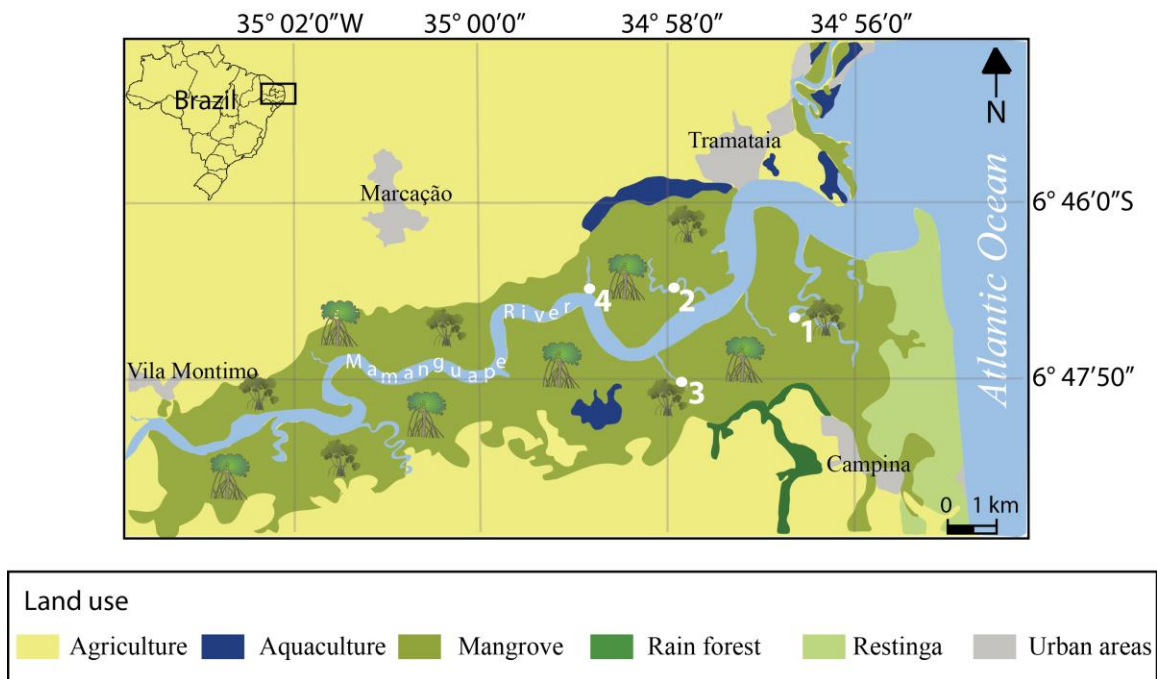 35° 02'0"W 35° 00'0" 34° 58'0" 34° 56'0"
Brazil
N
Tramataia
Marcação
6° 46'0"S
Atlantic Ocean
2
4
River
1
Mamanguape
Vila Montimo
6° 47'50"
3
Campina
0 1 km
Land use
Agriculture Aquaculture Mangrove Rain forest Restinga Urban areas